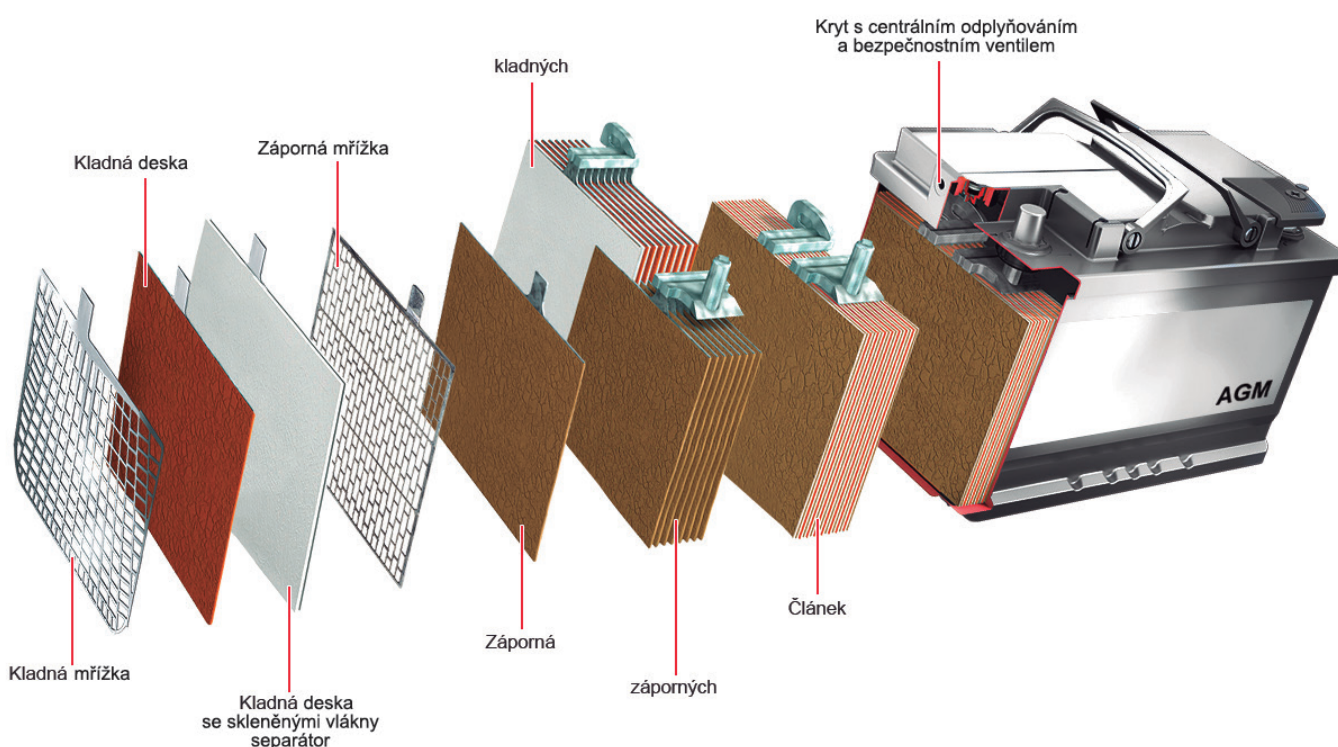 Kryt s centrálním odplyňováním
a bezpečnostním ventilem
kladných
Záporná mřížka
Kladná deska
AGM
Článek
Záporná
Kladná mřížka
záporných
Kladná deska
se skleněnými vlákny
separátor